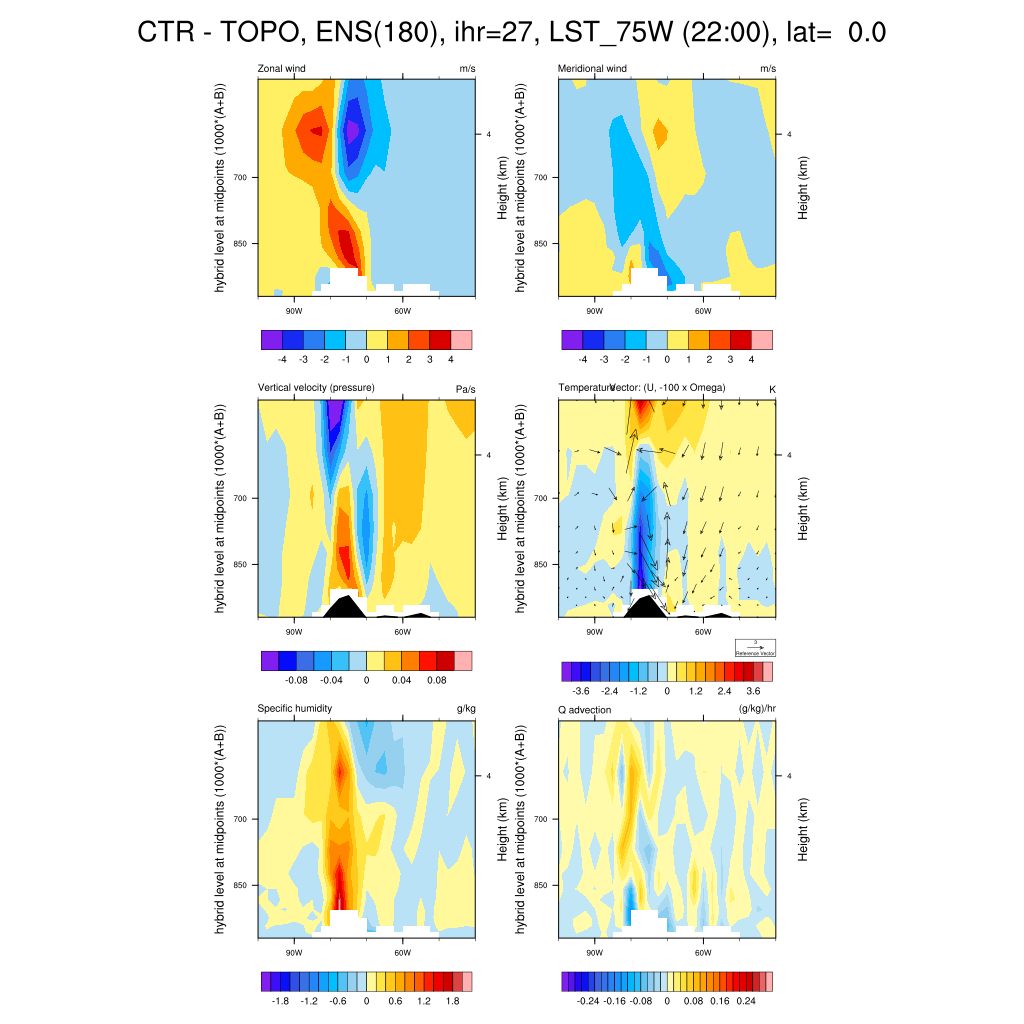 CTR - TOPO, ENS(180), ihr=27, LST_75W (22:00), lat=  0.0
Zonal wind m/s
hybrid level at midpoints (1000*(A+B))
700
850
4
Height (km)
90W 60W
-4 -3 -2 -1 0 1 2 3 4
Meridional wind m/s
hybrid level at midpoints (1000*(A+B))
700
850
4
Height (km)
90W 60W
-4 -3 -2 -1 0 1 2 3 4
Vertical velocity (pressure) Pa/s
hybrid level at midpoints (1000*(A+B))
700
850
4
Height (km)
90W 60W
-0.08 -0.04 0 0.04 0.08
Temperature Vector: (U, -100 x Omega) K
hybrid level at midpoints (1000*(A+B))
700
850
4
Height (km)
90W 60W
3
Reference Vector
-3.6 -2.4 -1.2 0 1.2 2.4 3.6
Specific humidity g/kg
hybrid level at midpoints (1000*(A+B))
700
850
4
Height (km)
90W 60W
-1.8 -1.2 -0.6 0 0.6 1.2 1.8
Q advection (g/kg)/hr
hybrid level at midpoints (1000*(A+B))
700
850
4
Height (km)
90W 60W
-0.24 -0.16 -0.08 0 0.08 0.16 0.24